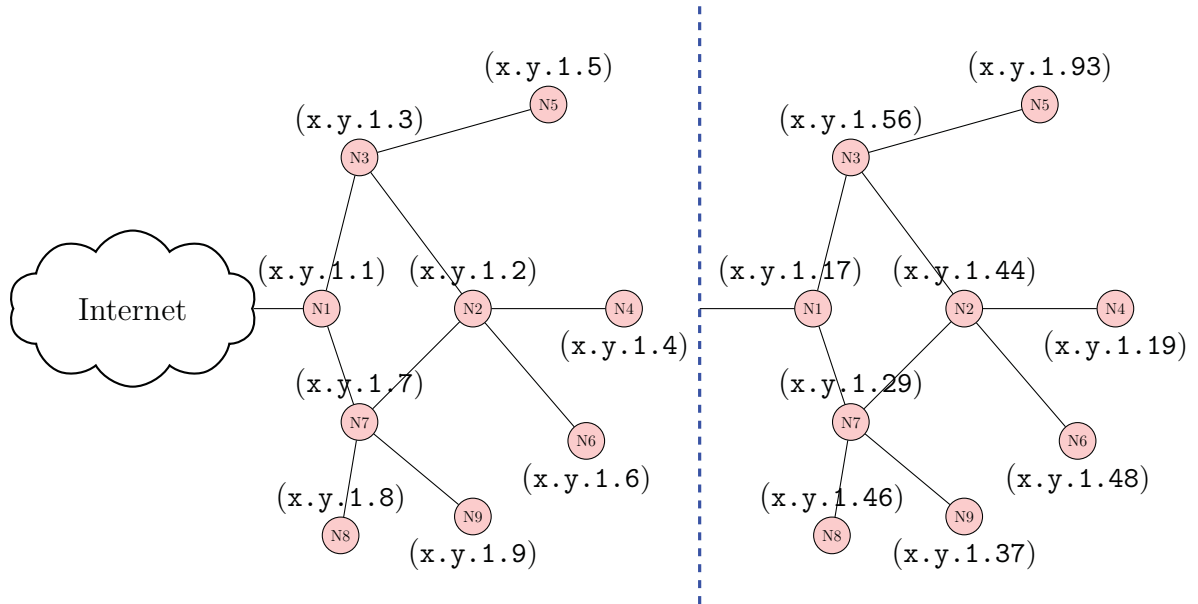 (x.y.1.5)
N5
(x.y.1.3)
N3
(x.y.1.1)
(x.y.1.2)
Internet
N1
N2
N4
(x.y.1.4)
(x.y.1.7)
N7
N6
(x.y.1.6)
(x.y.1.8)
N9
N8
(x.y.1.9)
(x.y.1.93)
N5
(x.y.1.56)
N3
(x.y.1.17)
(x.y.1.44)
N1
N2
N4
(x.y.1.19)
(x.y.1.29)
N7
N6
(x.y.1.48)
(x.y.1.46)
N9
N8
(x.y.1.37)